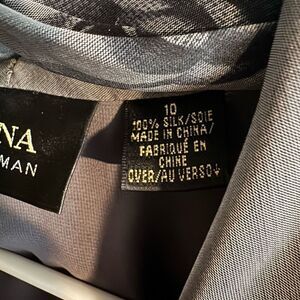 NA
MAN
10
100% SILK/SOIE
MADE IN CHINA/
FABRIQUÉ EN
CHINE
OVER/AU VERSO↓